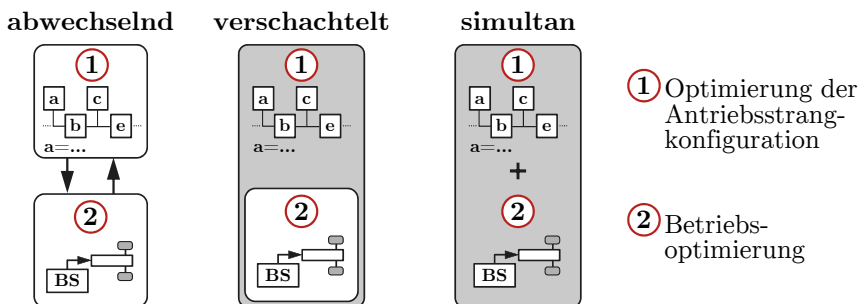 abwechselnd verschachtelt simultan
1 1 1
a c a c a c
b e b e b e
a=... a=... a=...
+
2 2 2
BS BS BS
1 Optimierung der
Antriebsstrang-
konfiguration
2 Betriebs-
optimierung